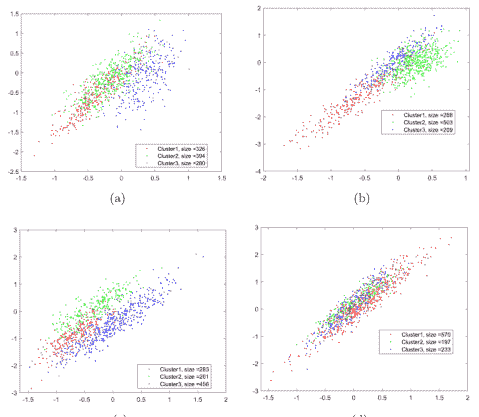 1.5
1
0.5
0
-0.5
-1
-1.5
-2
-2.5
Cluster1, size =326
Cluster2, size =394
Cluster3, size =280
-1.5 -1 -0.5 0 0.5 1 1.5
(a)
2
1
0
-1
-2
-3
-4
Cluster1, size =288
Cluster2, size =503
Cluster3, size =209
-2 -1.5 -1 -0.5 0 0.5 1
(b)
3
2
1
0
-1
-2
-3
Cluster1, size =283
Cluster2, size =261
Cluster3, size =456
-1.5 -1 -0.5 0 0.5 1 1.5 2
3
2
1
0
-1
-2
-3
Cluster1, size =570
Cluster2, size =197
Cluster3, size =233
-1.5 -1 -0.5 0 0.5 1 1.5 2